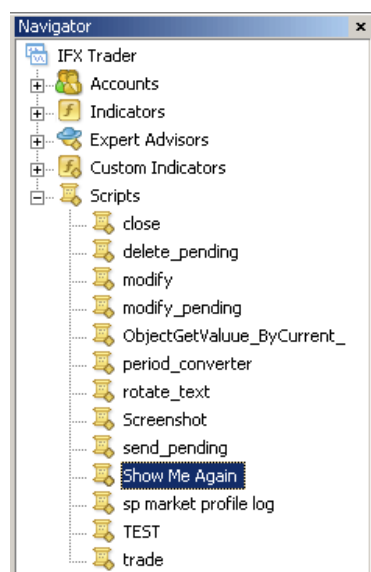 Navigator
IFX Trader
Accounts
Indicators
Expert Advisors
Custom Indicators
Scripts
close
delete_pending
modify
modify_pending
ObjectGetValuue_ByCurrent_
period_converter
rotate_text
Screenshot
send_pending
Show Me Again
sp market profile log
TEST
trade